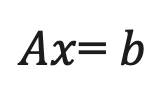 Ax = b